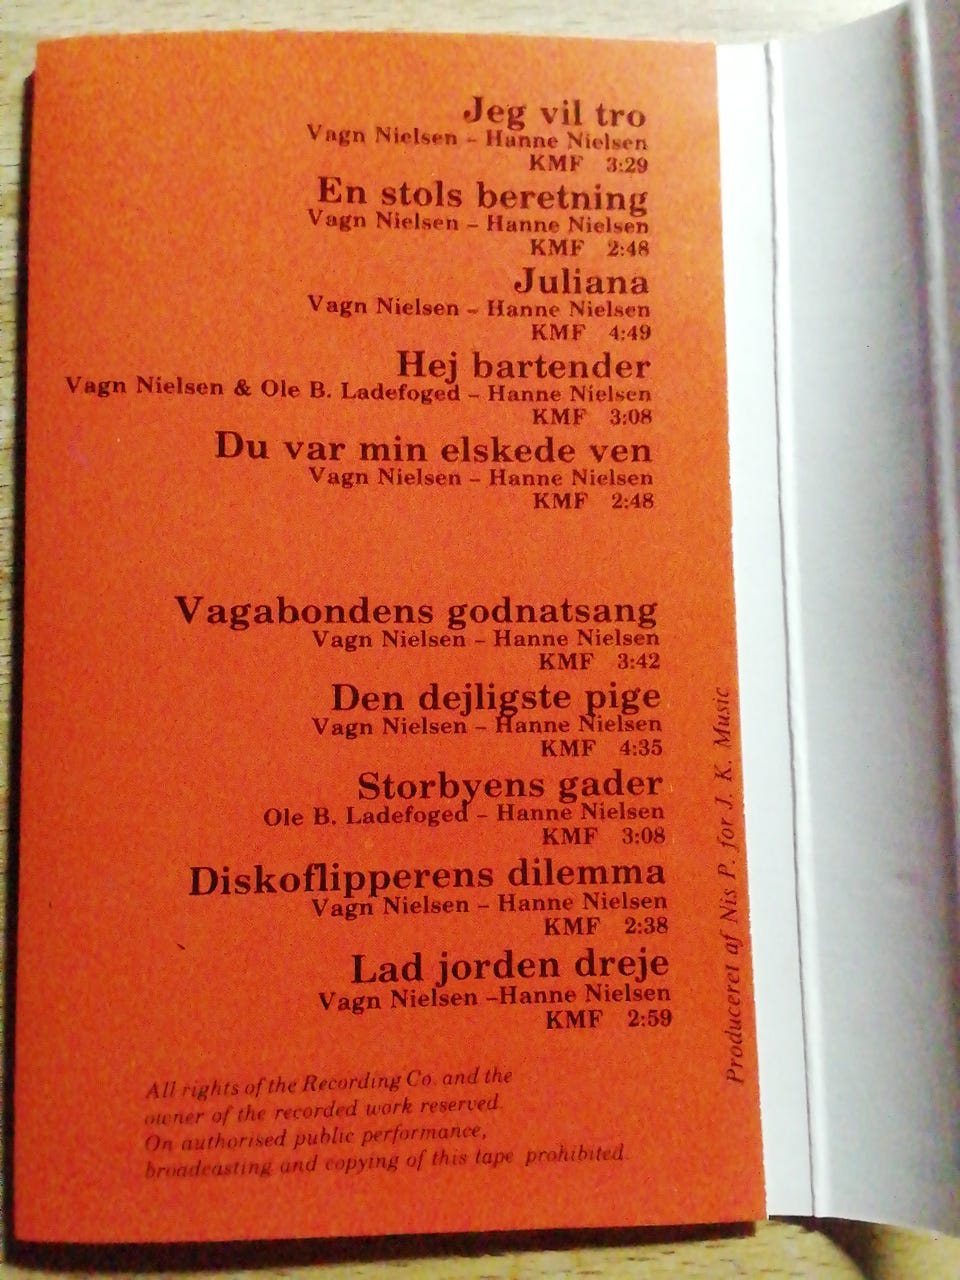 Jeg vil tro
Vagn Nielsen – Hanne Nielsen
KMF 3:29
En stols beretning
Vagn Nielsen – Hanne Nielsen
KMF 2:48
Juliana
Vagn Nielsen – Hanne Nielsen
KMF 4:49
Hej bartender
Vagn Nielsen & Ole B. Ladefoged – Hanne Nielsen
KMF 3:08
Du var min elskede ven
Vagn Nielsen – Hanne Nielsen
KMF 2:48
Vagabondens godnatsang
Vagn Nielsen – Hanne Nielsen
KMF 3:42
Den dejligste pige
Vagn Nielsen – Hanne Nielsen
KMF 4:35
Storbyens gader
Ole B. Ladefoged – Hanne Nielsen
KMF 3:08
Diskoflipperens dilemma
Vagn Nielsen – Hanne Nielsen
KMF 2:38
Lad jorden dreje
Vagn Nielsen –Hanne Nielsen
KMF 2:59
All rights of the Recording Co. and the
owner of the recorded work reserved.
On authorised public performance,
broadcasting and copying of this tape prohibited.
Produceret af Nis P. for J. K. Music